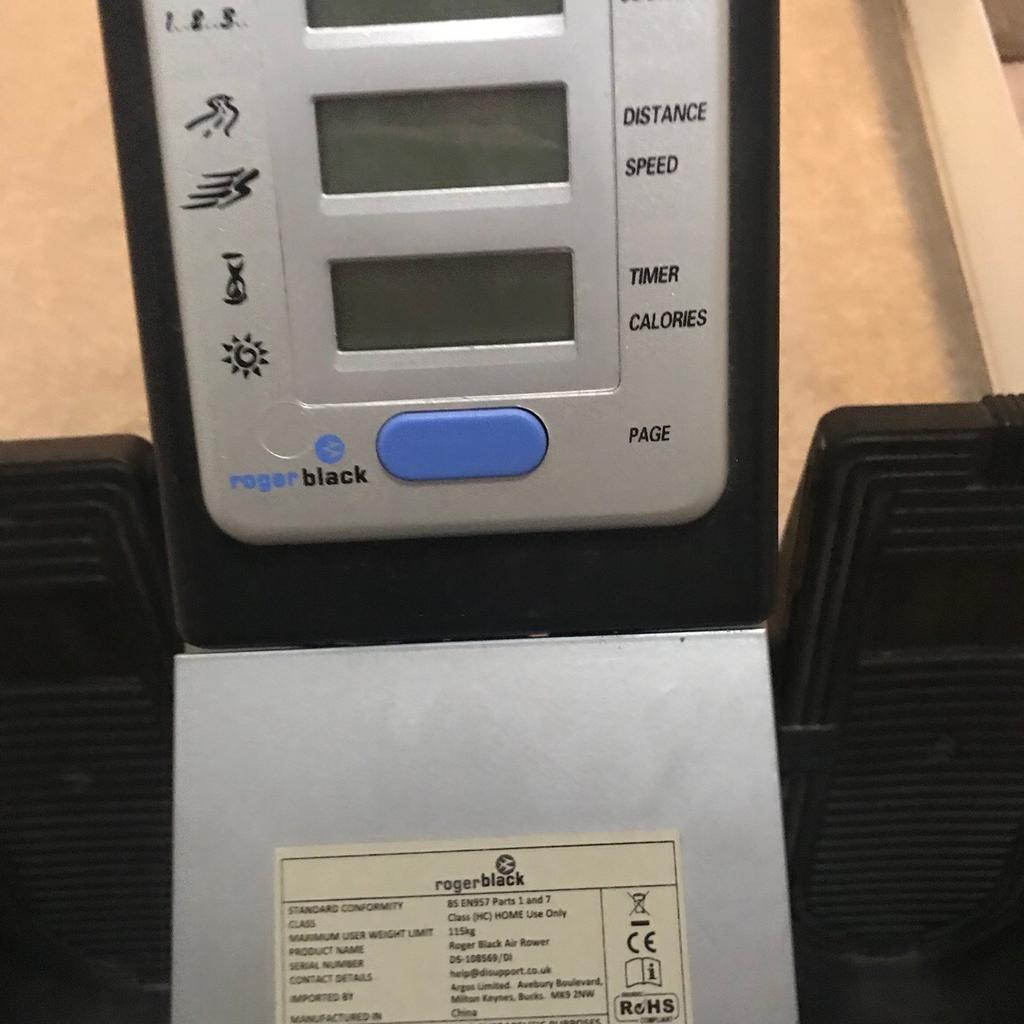 1..2..3..
DISTANCE
SPEED
TIMER
CALORIES
PAGE
roger black
rogerblack
STANDARD CONFORMITY BS EN957 Parts 1 and 7
CLASS Class (HC) HOME Use Only
MAXIMUM USER WEIGHT LIMIT 115kg
PRODUCT NAME Roger Black Air Rower
SERIAL NUMBER DS-108569/DI
CONTACT DETAILS help@disupport.co.uk
IMPORTED BY Argos Limited. Avebury Boulevard,
Milton Keynes, Bucks. MK9 2NW
MANUFACTURED IN China
CE
RoHS
COMPLIANT